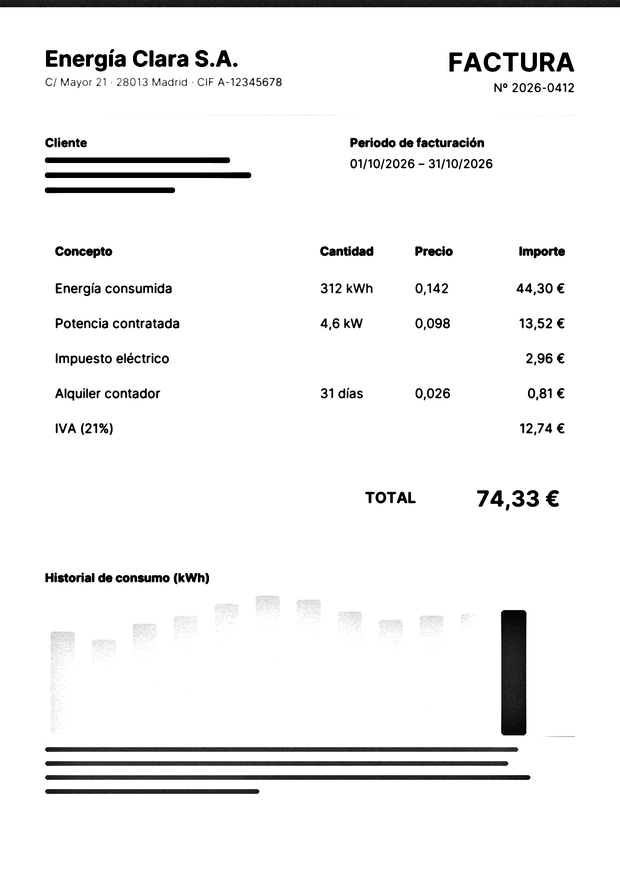 Energía Clara S.A.
C/ Mayor 21 · 28013 Madrid · CIF A-12345678
FACTURA
Nº 2026-0412
Cliente
Periodo de facturación
01/10/2026 – 31/10/2026
Concepto Cantidad Precio Importe
Energía consumida 312 kWh 0,142 44,30 €
Potencia contratada 4,6 kW 0,098 13,52 €
Impuesto eléctrico 2,96 €
Alquiler contador 31 días 0,026 0,81 €
IVA (21%) 12,74 €
TOTAL 74,33 €
Historial de consumo (kWh)